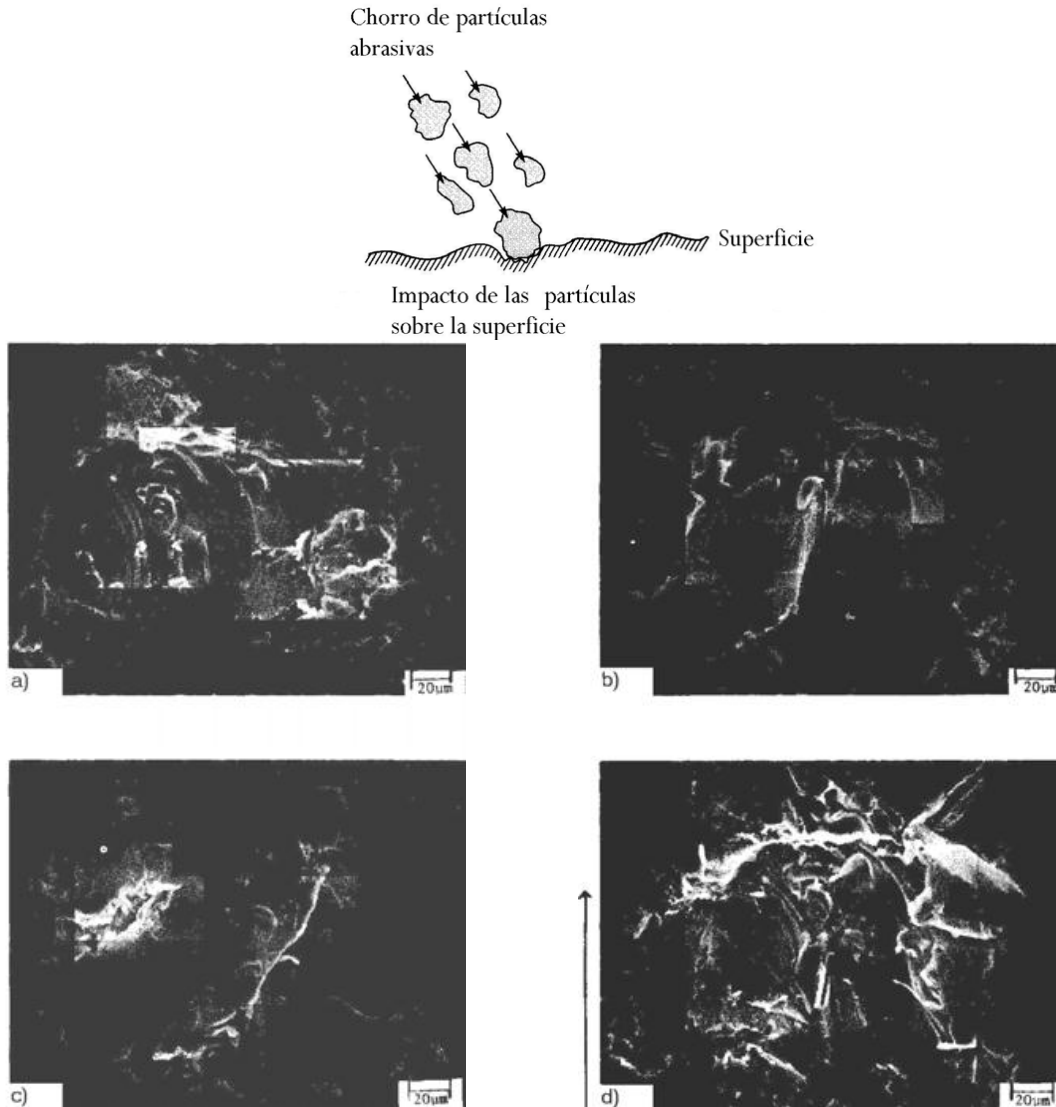 Chorro de partículas
abrasivas
Superficie
Impacto de las partículas
sobre la superficie
a)
20µm
b)
20µm
c)
20µm
d)
20µm